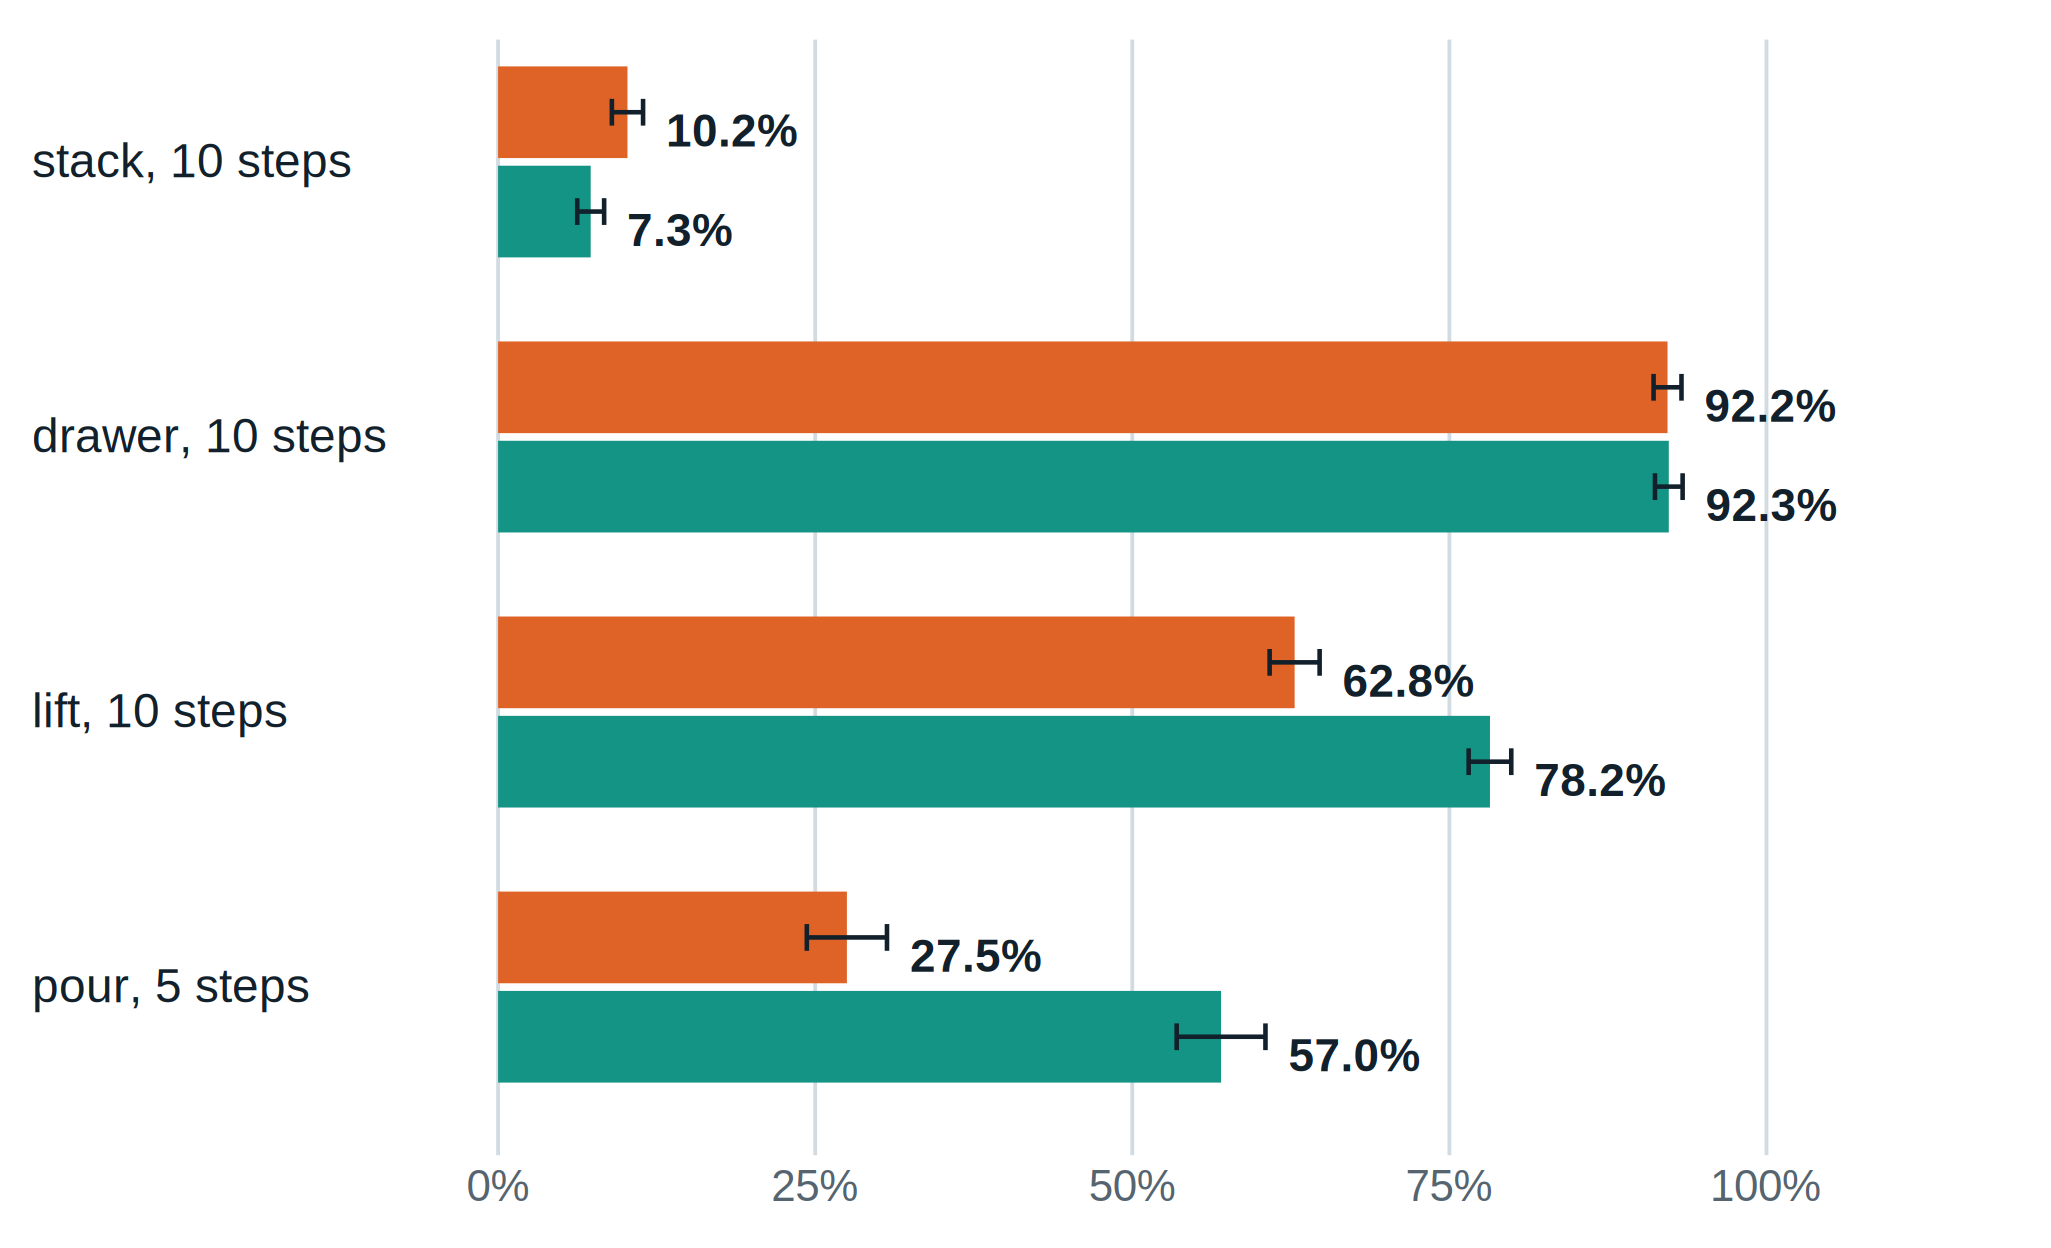 stack, 10 steps
10.2%
7.3%
drawer, 10 steps
92.2%
92.3%
lift, 10 steps
62.8%
78.2%
pour, 5 steps
27.5%
57.0%
0% 25% 50% 75% 100%